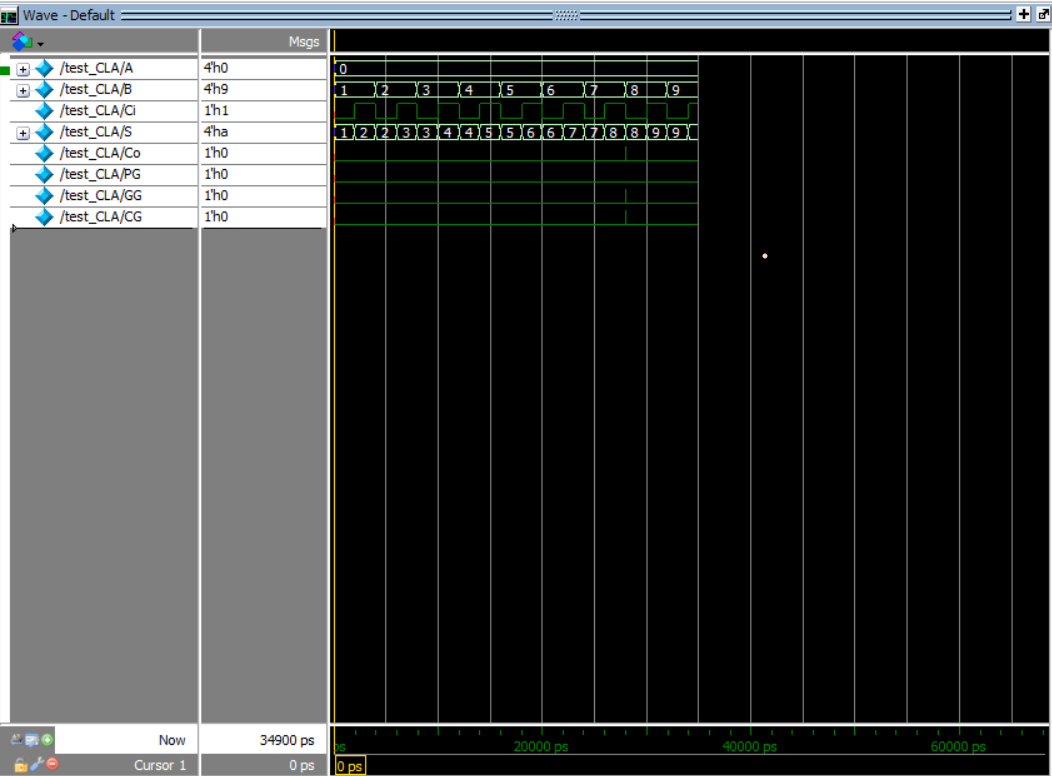 Wave - Default
Msgs
/test_CLA/A 4'h0 0
/test_CLA/B 4'h9 1 2 3 4 5 6 7 8 9
/test_CLA/Ci 1'h1
/test_CLA/S 4'ha 1 2 2 3 3 4 4 5 5 6 6 7 7 8 8 9 9
/test_CLA/Co 1'h0
/test_CLA/PG 1'h0
/test_CLA/GG 1'h0
/test_CLA/CG 1'h0
Now 34900 ps ps 20000 ps 40000 ps 60000 ps
Cursor 1 0 ps 0 ps